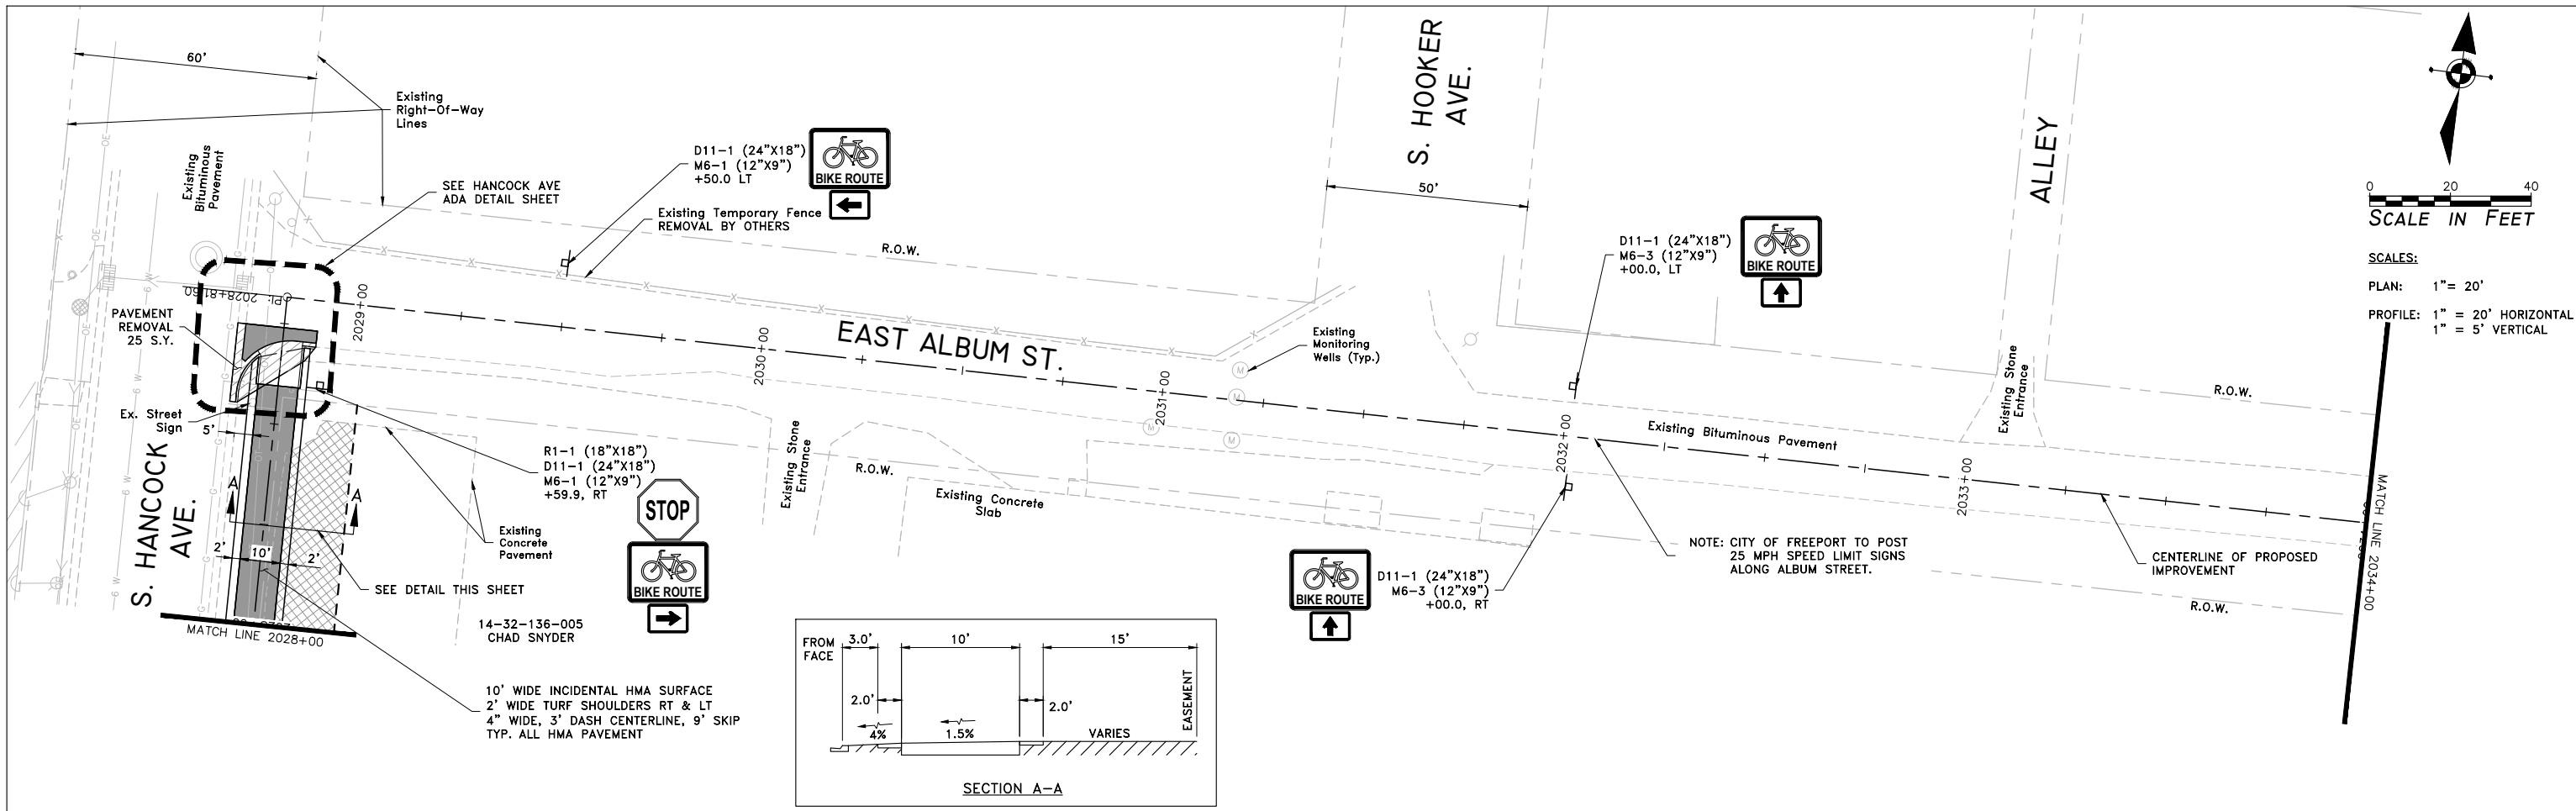 60'
Existing
Right-Of-Way
Lines
Existing
Bituminous
Pavement
OE
OE
SEE HANCOCK AVE
ADA DETAIL SHEET
D11-1 (24"X18")
M6-1 (12"X9")
+50.0 LT
BIKE ROUTE
Existing Temporary Fence
REMOVAL BY OTHERS
R.O.W.
S. HOOKER
AVE.
50'
D11-1 (24"X18")
M6-3 (12"X9")
+00.0, LT
BIKE ROUTE
ALLEY
0 20 40
SCALE IN FEET
SCALES:
PLAN: 1"= 20'
PROFILE: 1" = 20' HORIZONTAL
1" = 5' VERTICAL
PI: 2028+81.60
PAVEMENT
REMOVAL
25 S.Y.
2029+00
2030+00
EAST ALBUM ST.
2031+00
Existing
Monitoring
Wells (Typ.)
M
M
M
M
2032+00
Existing Bituminous Pavement
Existing Stone
Entrance
2033+00
R.O.W.
Ex. Street
Sign
5'
S. HANCOCK
AVE.
A
A
2'
10'
2'
R1-1 (18"X18")
D11-1 (24"X18")
M6-1 (12"X9")
+59.9, RT
STOP
BIKE ROUTE
Existing
Concrete
Pavement
Existing Stone
Entrance
R.O.W.
Existing Concrete
Slab
SEE DETAIL THIS SHEET
14-32-136-005
CHAD SNYDER
MATCH LINE 2028+00
BIKE ROUTE
D11-1 (24"X18")
M6-3 (12"X9")
+00.0, RT
NOTE: CITY OF FREEPORT TO POST
25 MPH SPEED LIMIT SIGNS
ALONG ALBUM STREET.
CENTERLINE OF PROPOSED
IMPROVEMENT
R.O.W.
MATCH LINE 2034+00
10' WIDE INCIDENTAL HMA SURFACE
2' WIDE TURF SHOULDERS RT & LT
4" WIDE, 3' DASH CENTERLINE, 9' SKIP
TYP. ALL HMA PAVEMENT
FROM
FACE
3.0'
10'
15'
2.0'
2.0'
4%
1.5%
VARIES
EASEMENT
SECTION A-A